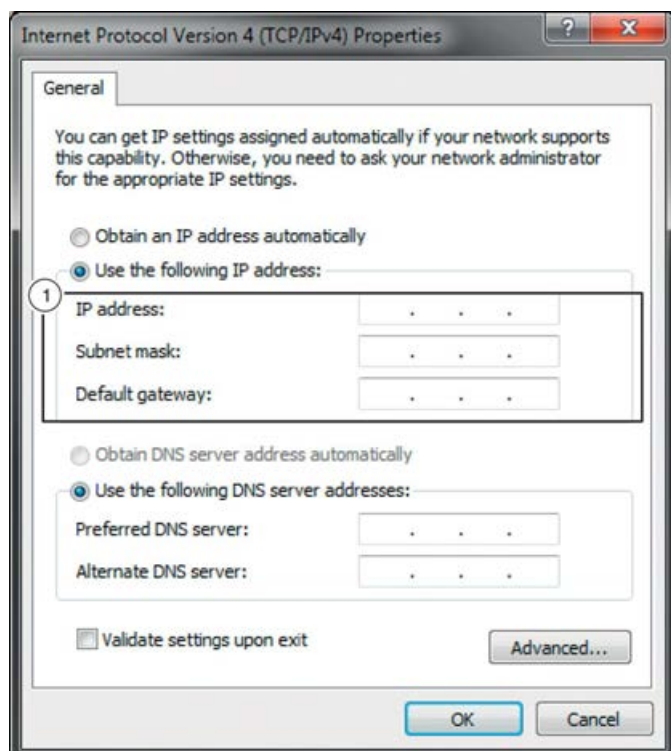 Internet Protocol Version 4 (TCP/IPv4) Properties
?
General
You can get IP settings assigned automatically if your network supports
this capability. Otherwise, you need to ask your network administrator
for the appropriate IP settings.
Obtain an IP address automatically
Use the following IP address:
1
IP address: . . .
Subnet mask: . . .
Default gateway: . . .
Obtain DNS server address automatically
Use the following DNS server addresses:
Preferred DNS server: . . .
Alternate DNS server: . . .
Validate settings upon exit
Advanced...
OK Cancel